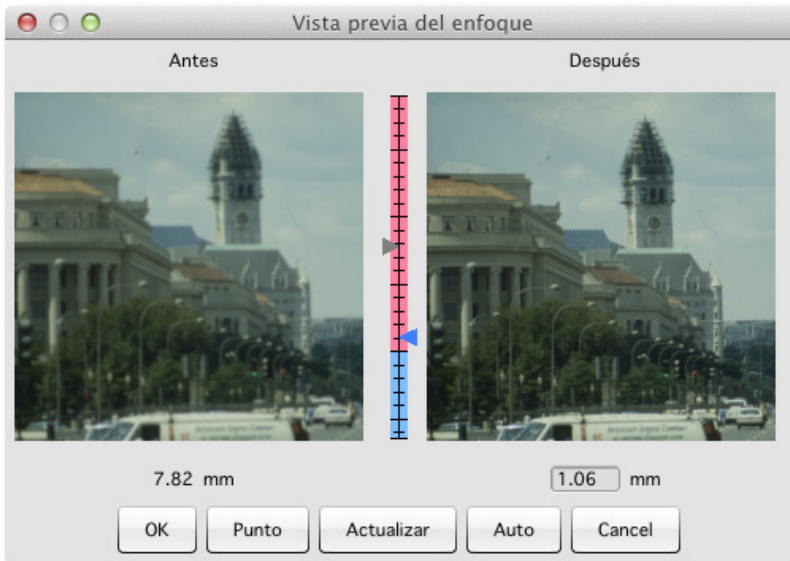 Vista previa del enfoque
Antes
Después
7.82 mm
1.06 mm
OK
Punto
Actualizar
Auto
Cancel